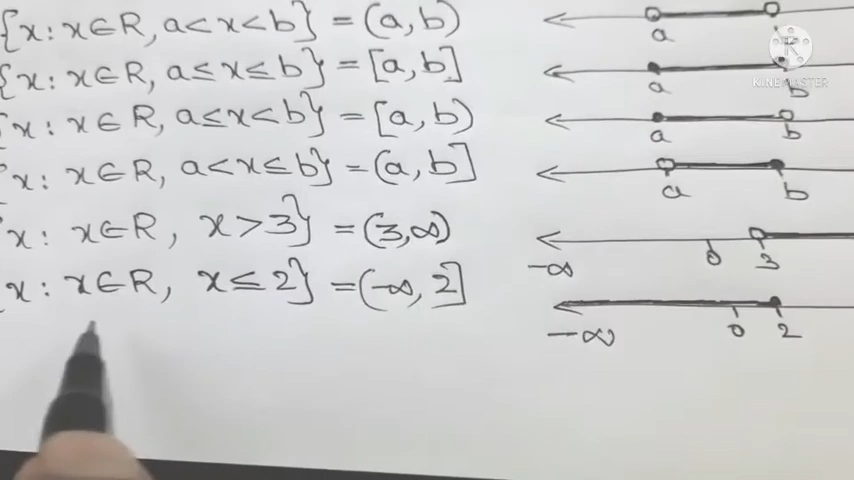 {x: x∈R, a<x<b} = (a, b)
a b
{x: x∈R, a≤x≤b} = [a, b]
a b
x: x∈R, a≤x<b} = [a, b)
a b
x: x∈R, a<x≤b} = (a, b]
a b
x: x∈R, x>3} = (3, ∞)
-∞ 0 3
x: x∈R, x≤2} = (-∞, 2]
-∞ 0 2
R
KINEMASTER